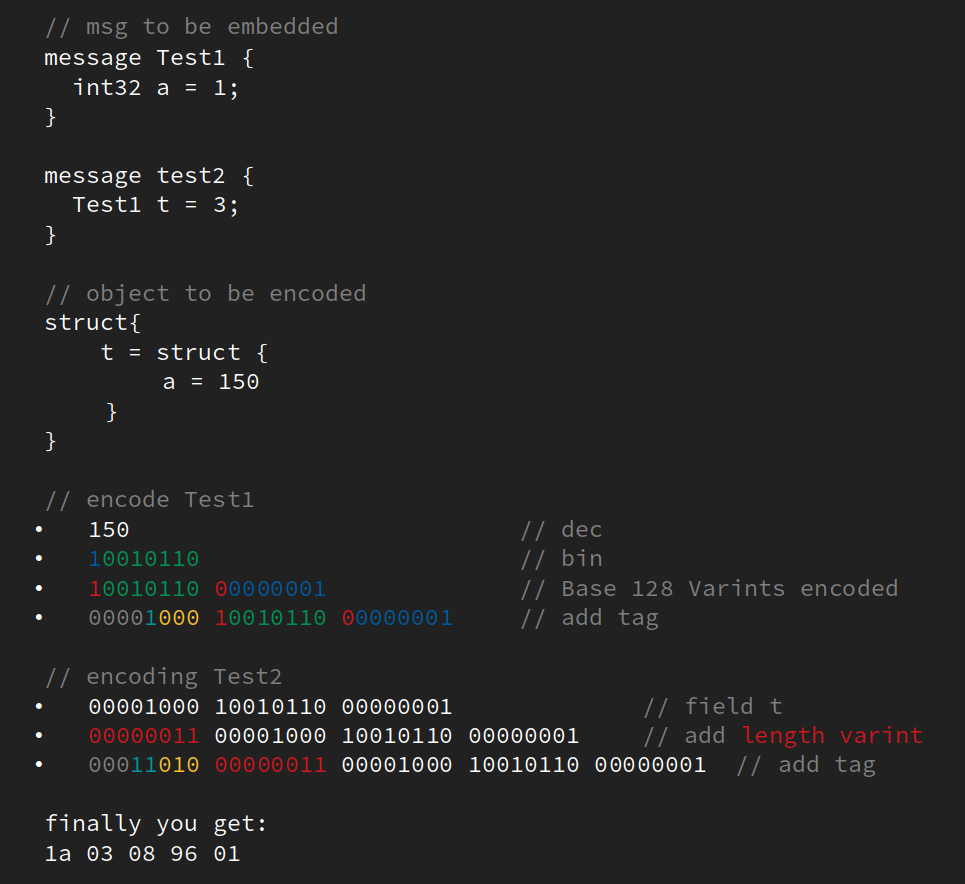 // msg to be embedded
message Test1 {
  int32 a = 1;
}

message test2 {
  Test1 t = 3;
}

// object to be encoded
struct{
    t = struct {
        a = 150
    }
}

// encode Test1
• 150 // dec
• 10010110 // bin
• 10010110 00000001 // Base 128 Varints encoded
• 00001000 10010110 00000001 // add tag

// encoding Test2
• 00001000 10010110 00000001 // field t
• 00000011 00001000 10010110 00000001 // add length varint
• 00011010 00000011 00001000 10010110 00000001 // add tag

finally you get:
1a 03 08 96 01